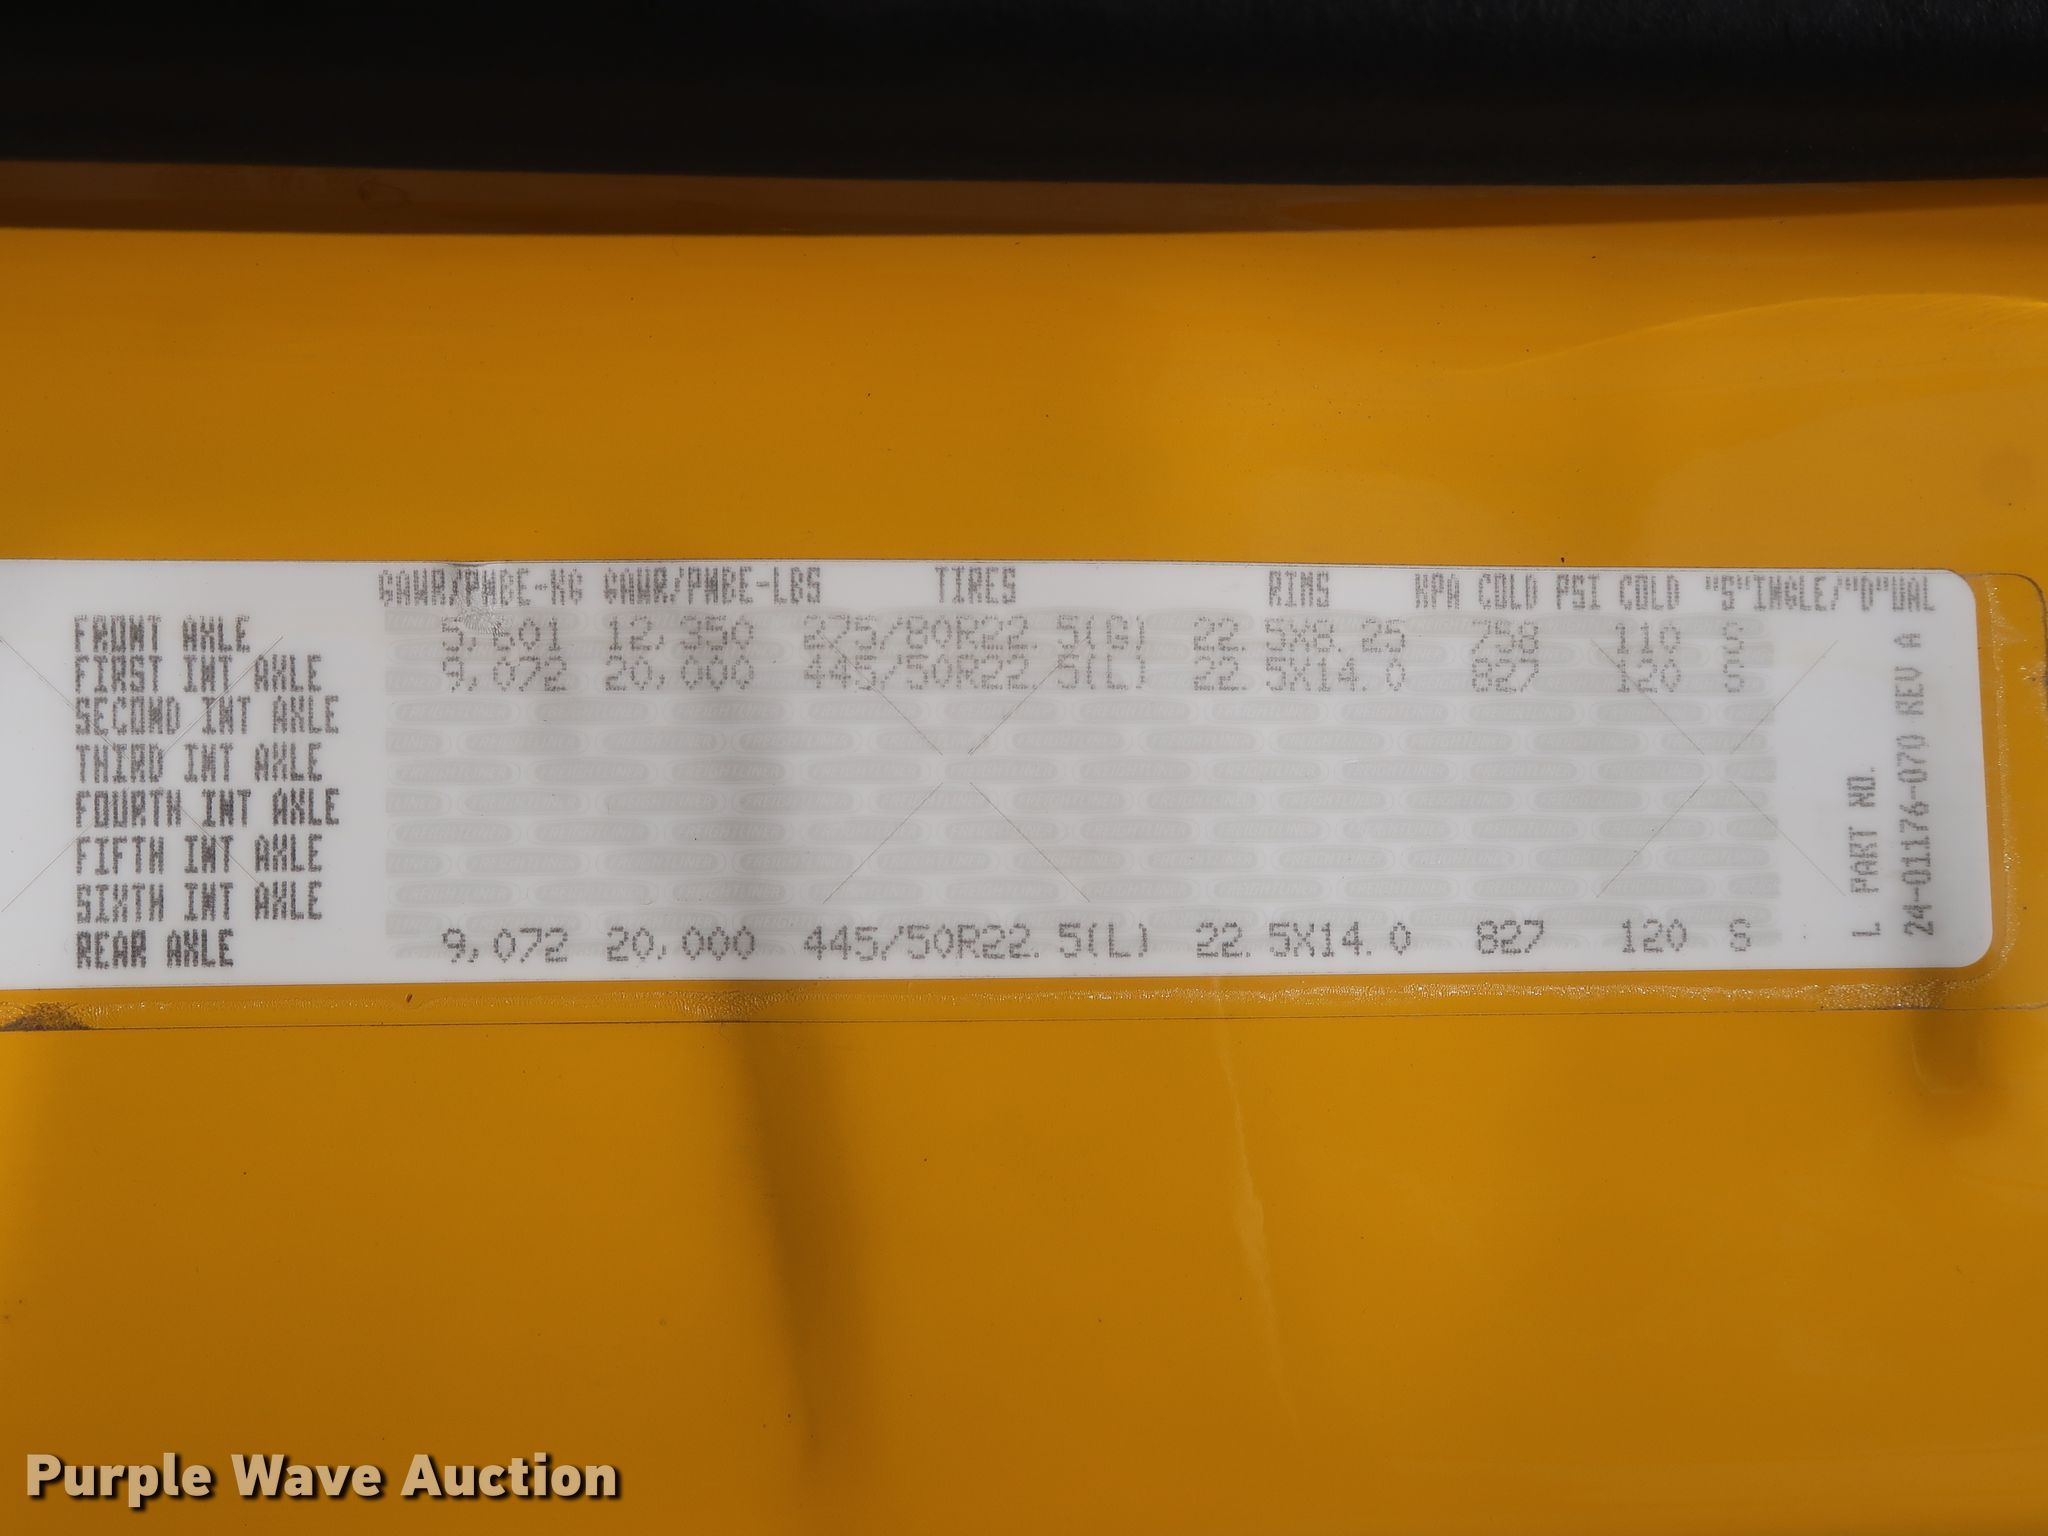 GAWR/PWBE-KG GAWR/PWBE-LBS TIRES RIMS KPA COLD PSI COLD "S"INGLE/"D"UAL
FRONT AXLE 5,601 12,350 275/80R22.5(G) 22.5X8.25 758 110 S
FIRST INT AXLE 9,072 20,000 445/50R22.5(L) 22.5X14.0 827 120 S
SECOND INT AXLE
THIRD INT AXLE
FOURTH INT AXLE
FIFTH INT AXLE
SIXTH INT AXLE
REAR AXLE 9,072 20,000 445/50R22.5(L) 22.5X14.0 827 120 S
L PART NO.
24-01176-070 REV A
Purple Wave Auction